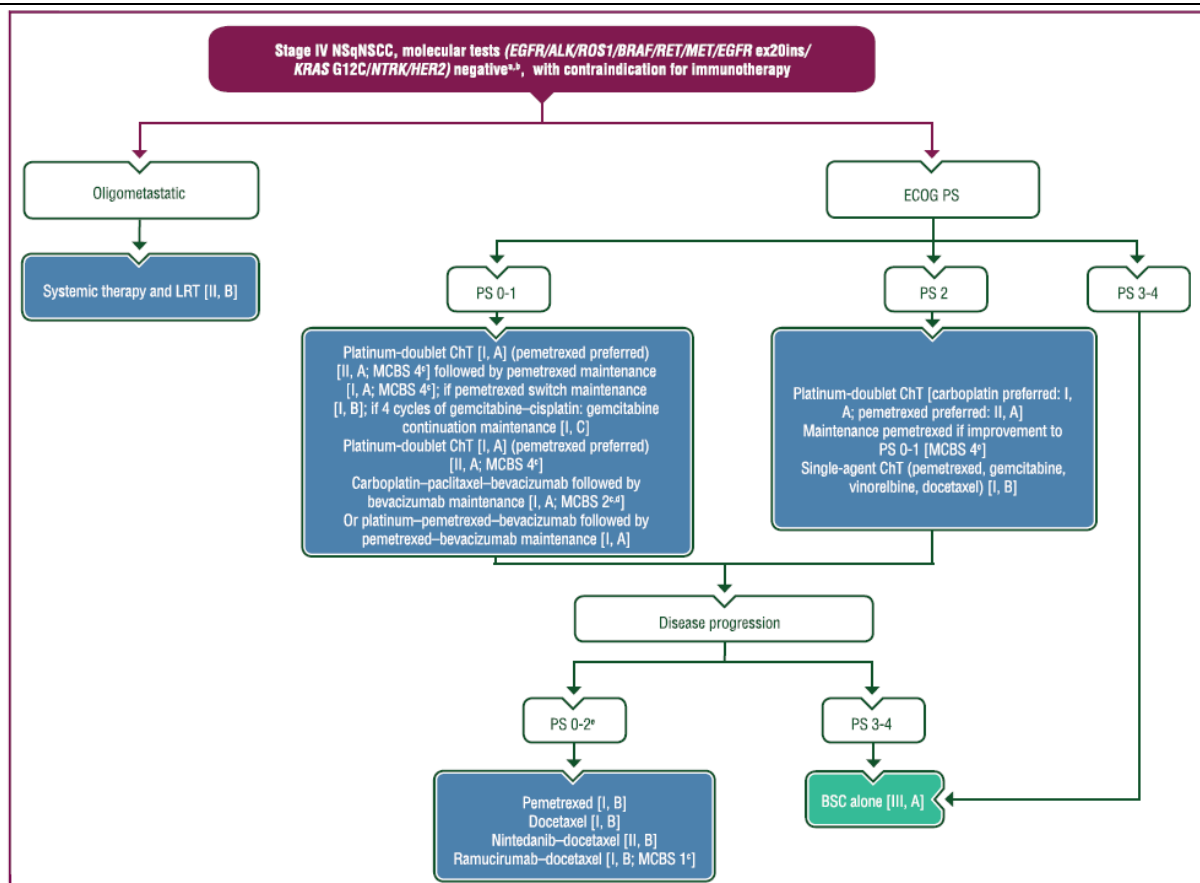 Stage IV NSqNSCC, molecular tests (EGFR/ALK/ROS1/BRAF/RET/MET/EGFR ex20ins/
KRAS G12C/NTRK/HER2) negativeᵃ,ᵇ, with contraindication for immunotherapy
Oligometastatic
ECOG PS
Systemic therapy and LRT [II, B]
PS 0-1
PS 2
PS 3-4
Platinum-doublet ChT [I, A] (pemetrexed preferred)
[II, A; MCBS 4ᶜ] followed by pemetrexed maintenance
[I, A; MCBS 4ᶜ]; if pemetrexed switch maintenance
[I, B]; if 4 cycles of gemcitabine–cisplatin: gemcitabine
continuation maintenance [I, C]
Platinum-doublet ChT [I, A] (pemetrexed preferred)
[II, A; MCBS 4ᶜ]
Carboplatin–paclitaxel–bevacizumab followed by
bevacizumab maintenance [I, A; MCBS 2ᶜ,ᵈ]
Or platinum–pemetrexed–bevacizumab followed by
pemetrexed–bevacizumab maintenance [I, A]
Platinum-doublet ChT [carboplatin preferred: I,
A; pemetrexed preferred: II, A]
Maintenance pemetrexed if improvement to
PS 0-1 [MCBS 4ᶜ]
Single-agent ChT (pemetrexed, gemcitabine,
vinorelbine, docetaxel) [I, B]
Disease progression
PS 0-2ᵉ
PS 3-4
Pemetrexed [I, B]
Docetaxel [I, B]
Nintedanib–docetaxel [II, B]
Ramucirumab–docetaxel [I, B; MCBS 1ᶜ]
BSC alone [III, A]